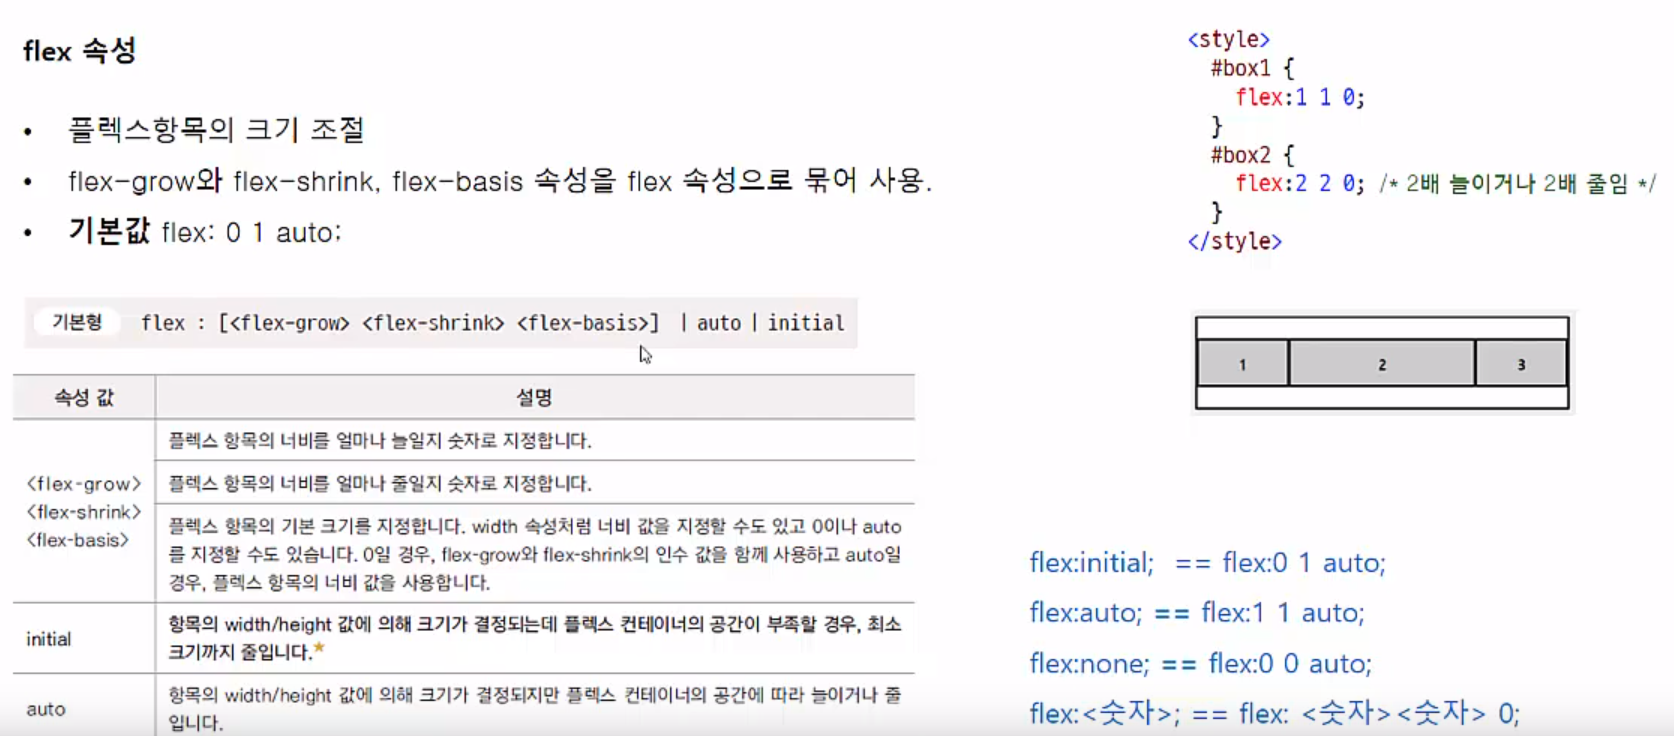 flex 속성
• 플렉스항목의 크기 조절
• flex-grow와 flex-shrink, flex-basis 속성을 flex 속성으로 묶어 사용.
• 기본값 flex: 0 1 auto;
기본형 flex : [<flex-grow> <flex-shrink> <flex-basis>] | auto | initial
속성 값 설명
<flex-grow>
<flex-shrink>
<flex-basis>
플렉스 항목의 너비를 얼마나 늘일지 숫자로 지정합니다.
플렉스 항목의 너비를 얼마나 줄일지 숫자로 지정합니다.
플렉스 항목의 기본 크기를 지정합니다. width 속성처럼 너비 값을 지정할 수도 있고 0이나 auto
를 지정할 수도 있습니다. 0일 경우, flex-grow와 flex-shrink의 인수 값을 함께 사용하고 auto일
경우, 플렉스 항목의 너비 값을 사용합니다.
initial
항목의 width/height 값에 의해 크기가 결정되는데 플렉스 컨테이너의 공간이 부족할 경우, 최소
크기까지 줄입니다.★
auto
항목의 width/height 값에 의해 크기가 결정되지만 플렉스 컨테이너의 공간에 따라 늘이거나 줄
입니다.
<style>
#box1 {
flex:1 1 0;
}
#box2 {
flex:2 2 0; /* 2배 늘이거나 2배 줄임 */
}
</style>
1 2 3
flex:initial; == flex:0 1 auto;
flex:auto; == flex:1 1 auto;
flex:none; == flex:0 0 auto;
flex:<숫자>; == flex: <숫자><숫자> 0;